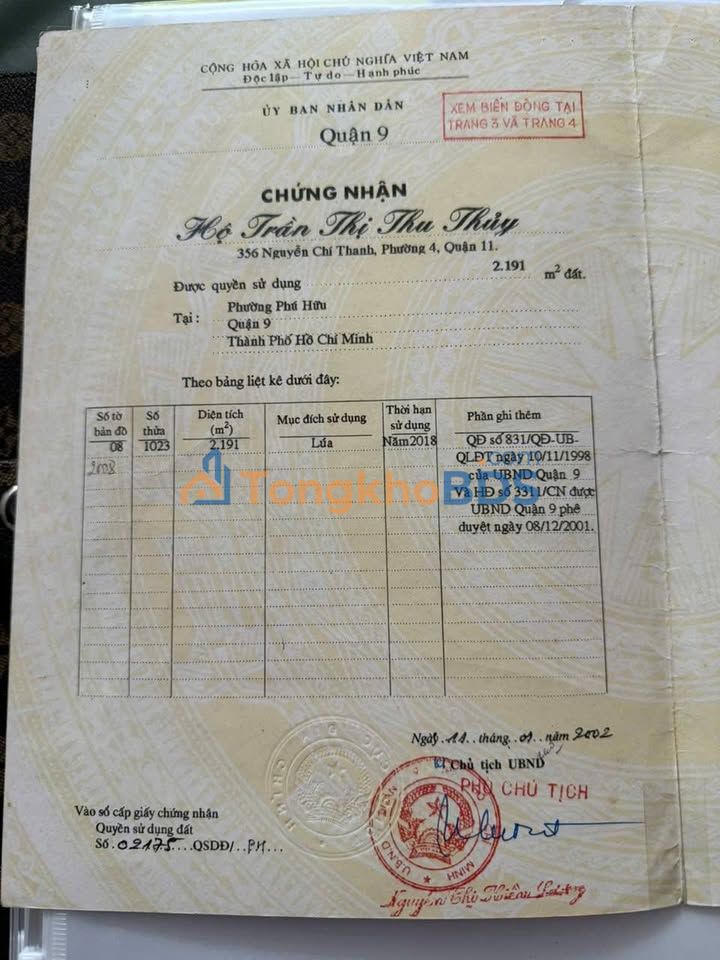 CỘNG HÒA XÃ HỘI CHỦ NGHĨA VIỆT NAM
Độc lập - Tự do - Hạnh phúc
ỦY BAN NHÂN DÂN
Quận 9
XEM BIẾN ĐỘNG TẠI
TRANG 3 VÀ TRANG 4
CHỨNG NHẬN
Hộ Trần Thị Thu Thủy
356 Nguyễn Chí Thanh, Phường 4, Quận 11.
Được quyền sử dụng 2.191 m² đất.
Tại : Phường Phú Hữu
Quận 9
Thành Phố Hồ Chí Minh
Theo bảng liệt kê dưới đây:
Số tờ bản đồ Số thửa Diện tích (m²) Mục đích sử dụng Thời hạn sử dụng Phần ghi thêm
08 1023 2.191 Lúa Năm2018 QĐ số 831/QĐ-UB-
QLĐT ngày 10/11/1998
của UBND Quận 9
Và HĐ số 3311/CN được
UBND Quận 9 phê
duyệt ngày 08/12/2001.
2008
TongkhoBDS
.com
Ngày 11 tháng 01 năm 2002
Chủ tịch UBND
PHÓ CHỦ TỊCH
Vào sổ cấp giấy chứng nhận
Quyền sử dụng đất
Số 02175 QSDĐ/ PH
Nguyễn Thị